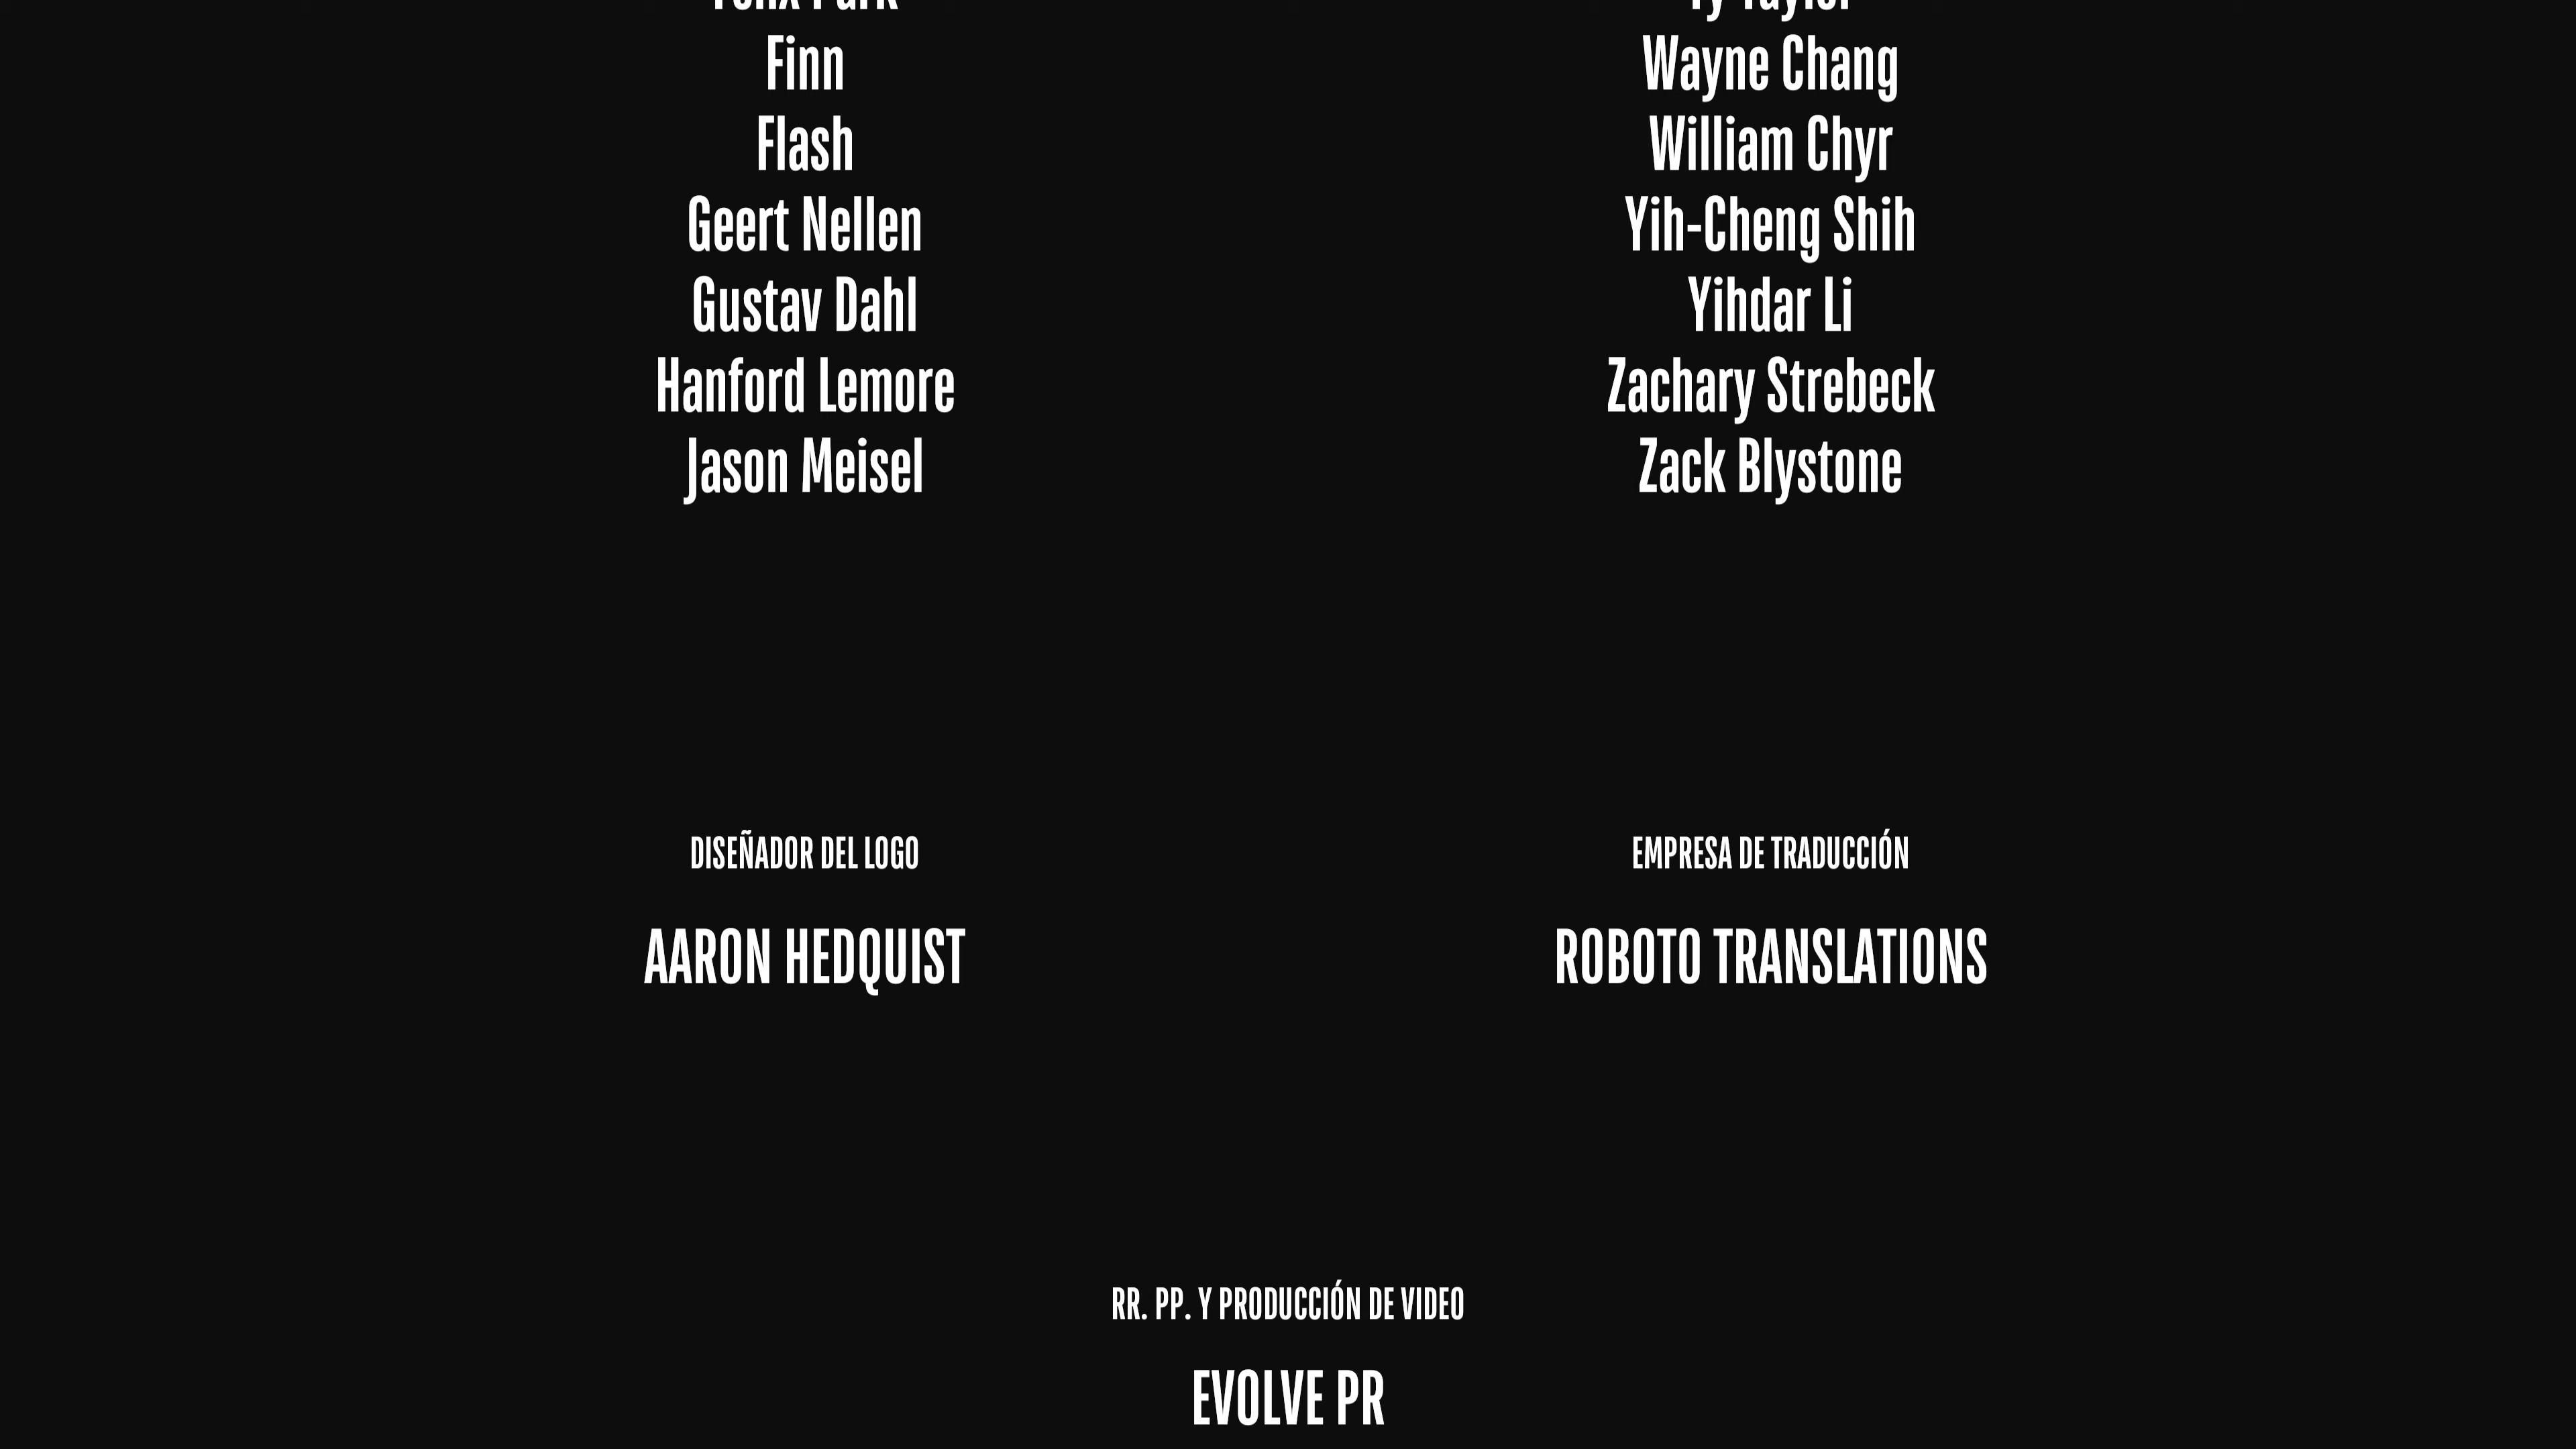 Finn
Flash
Geert Nellen
Gustav Dahl
Hanford Lemore
Jason Meisel
Wayne Chang
William Chyr
Yih-Cheng Shih
Yihdar Li
Zachary Strebeck
Zack Blystone
DISEÑADOR DEL LOGO
AARON HEDQUIST
EMPRESA DE TRADUCCIÓN
ROBOTO TRANSLATIONS
RR. PP. Y PRODUCCIÓN DE VIDEO
EVOLVE PR